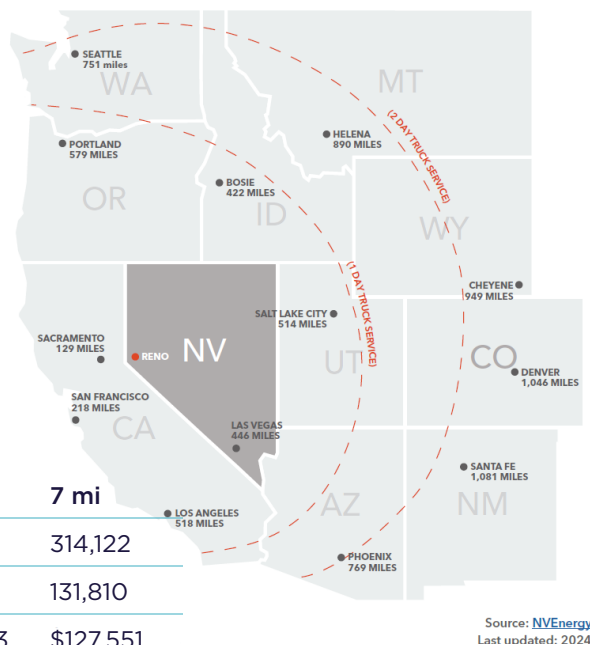 SEATTLE
751 miles
WA
MT
(2 DAY TRUCK SERVICE)
PORTLAND
579 MILES
HELENA
890 MILES
BOSIE
422 MILES
OR
ID
WY
(1 DAY TRUCK SERVICE)
CHEYENE
949 MILES
SALT LAKE CITY
514 MILES
SACRAMENTO
129 MILES
RENO
NV
UT
CO
DENVER
1,046 MILES
SAN FRANCISCO
218 MILES
CA
LAS VEGAS
446 MILES
SANTA FE
1,081 MILES
LOS ANGELES
518 MILES
AZ
NM
PHOENIX
769 MILES
7 mi
314,122
131,810
3 $127,551
Source: NVEnergy
Last updated: 2024